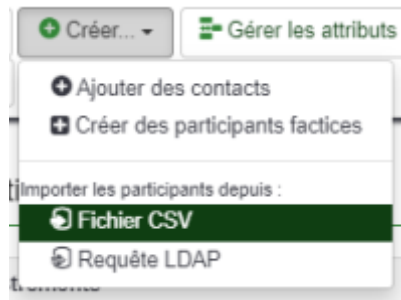 Créer... Gérer les attributs
Ajouter des contacts
Créer des participants factices
Importer les participants depuis :
Fichier CSV
Requête LDAP